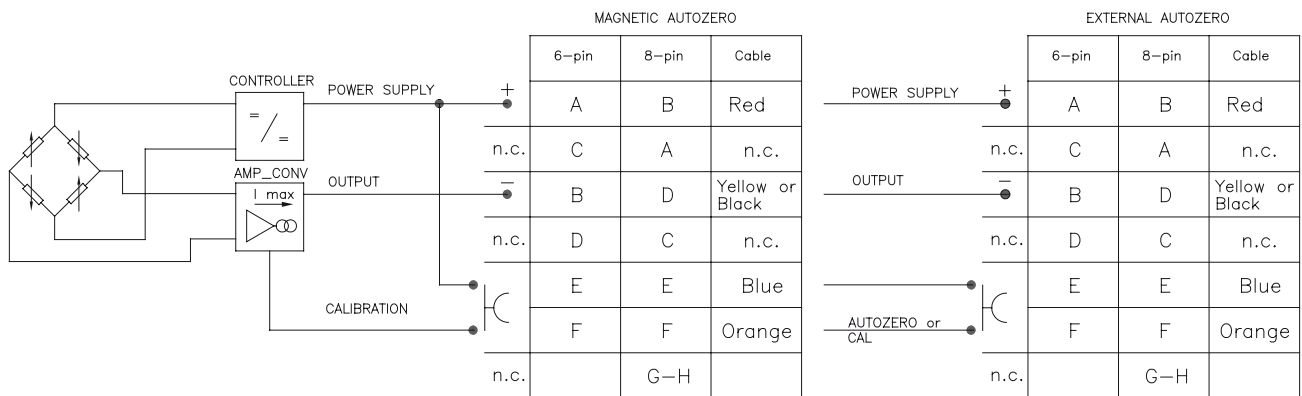 MAGNETIC AUTOZERO
6-pin 8-pin Cable
CONTROLLER
= / =
POWER SUPPLY + A B Red
n.c. C A n.c.
AMP_CONV
I max
OUTPUT - B D Yellow or Black
n.c. D C n.c.
E E Blue
CALIBRATION F F Orange
n.c. G-H
EXTERNAL AUTOZERO
6-pin 8-pin Cable
POWER SUPPLY + A B Red
n.c. C A n.c.
OUTPUT - B D Yellow or Black
n.c. D C n.c.
E E Blue
AUTOZERO or CAL F F Orange
n.c. G-H